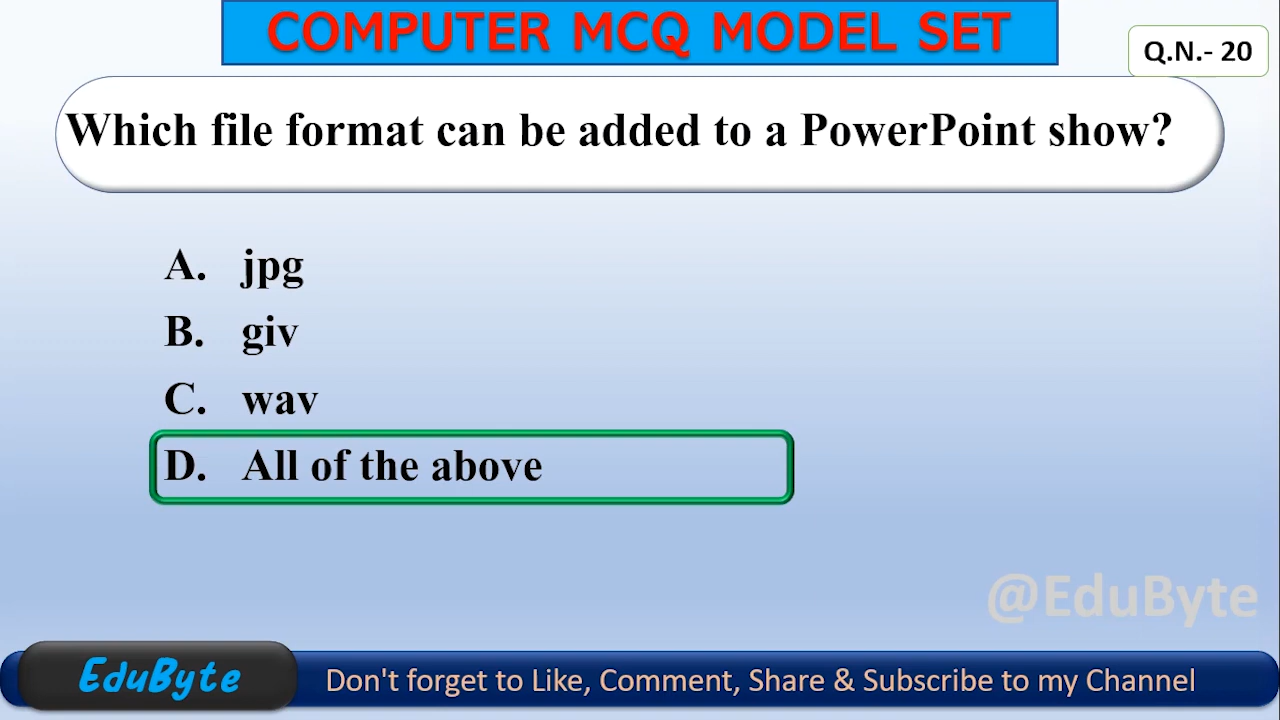 COMPUTER MCQ MODEL SET
Q.N.- 20
Which file format can be added to a PowerPoint show?
A. jpg
B. giv
C. wav
D. All of the above
@EduByte
EduByte
Don't forget to Like, Comment, Share & Subscribe to my Channel